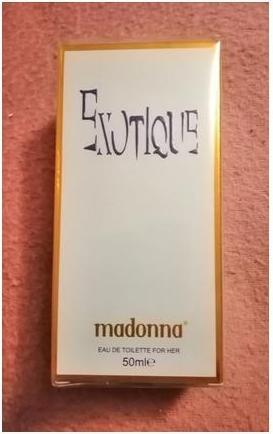 EXOTIQUE
madonna®
EAU DE TOILETTE FOR HER
50ml℮